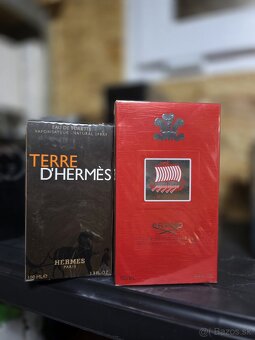 EAU DE TOILETTE
VAPORISATEUR NATURAL SPRAY
TERRE
D'HERMÈS
HERMÈS
PARIS
100 ML
3.3 FL.OZ.
© Bazos.sk